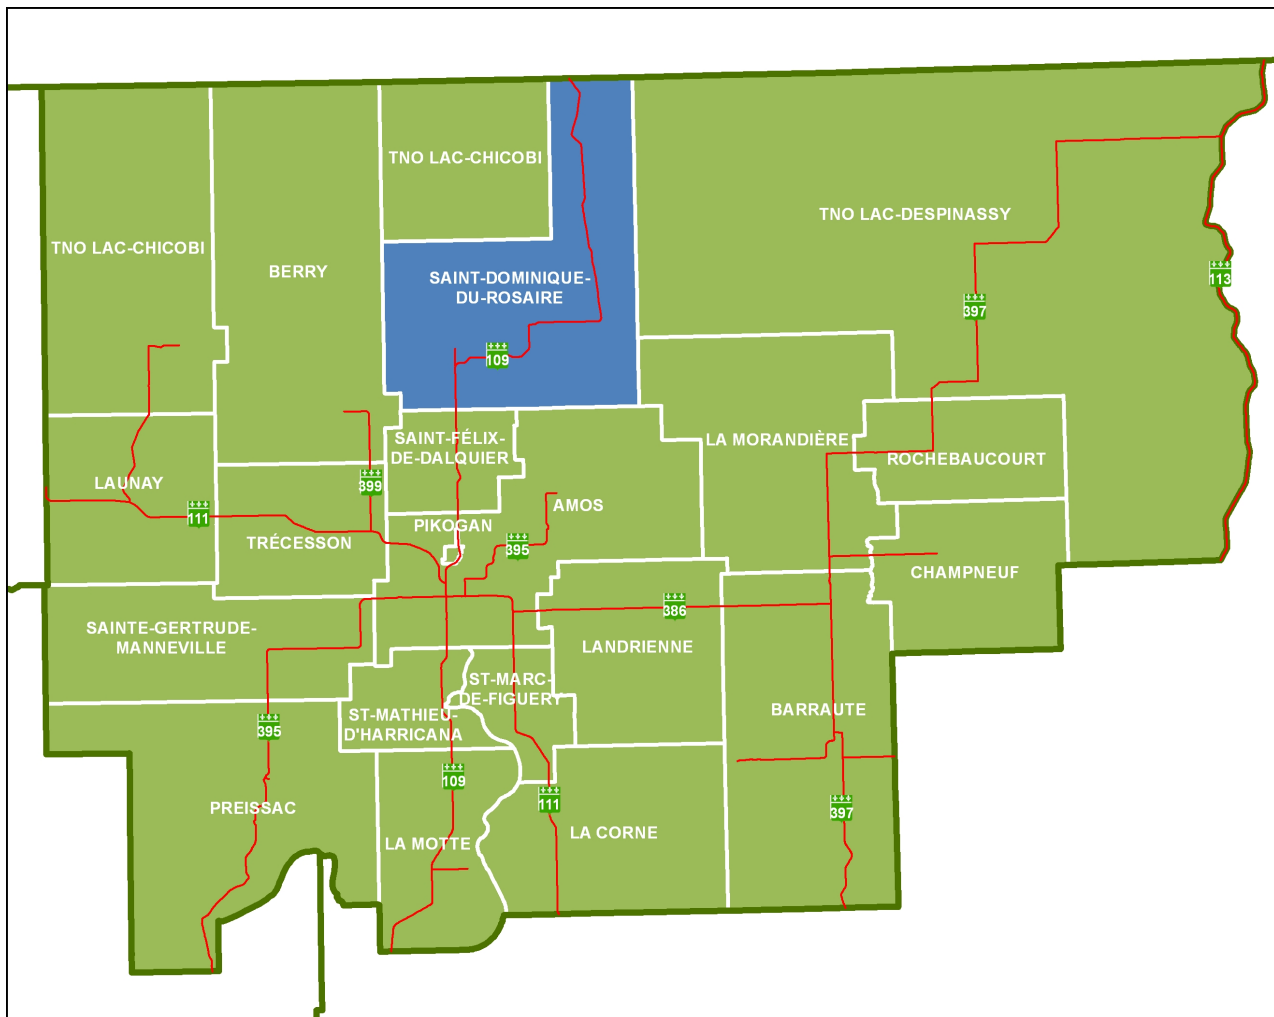 TNO LAC-CHICOBI
TNO LAC-DESPINASSY
TNO LAC-CHICOBI
BERRY
SAINT-DOMINIQUE-
DU-ROSAIRE
113
397
109
SAINT-FÉLIX-
DE-DALQUIER
LA MORANDIÈRE
ROCHEBAUCOURT
LAUNAY
399
111
AMOS
PIKOGAN
TRÉCESSON
395
CHAMPNEUF
386
SAINTE-GERTRUDE-
MANNEVILLE
LANDRIENNE
ST-MARC-
DE-FIGUERY
ST-MATHIEU-
D'HARRICANA
BARRAUTE
395
109
PREISSAC
111
397
LA MOTTE
LA CORNE